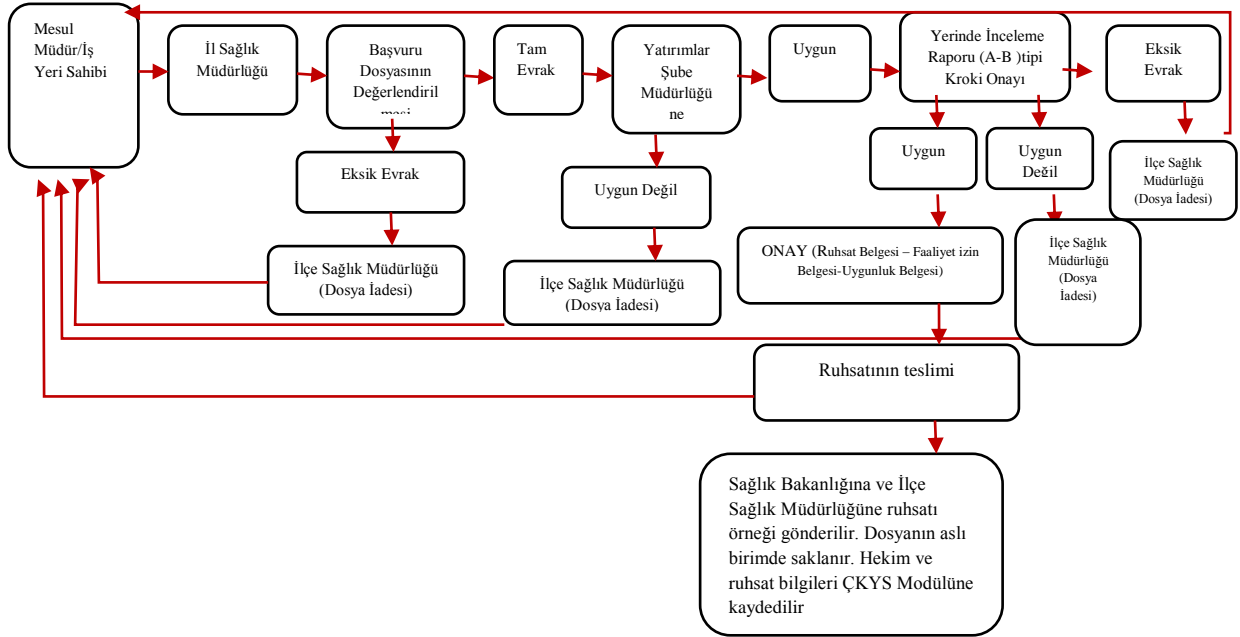 Mesul
Müdür/İş
Yeri Sahibi
İl Sağlık
Müdürlüğü
Başvuru
Dosyasının
Değerlendiril
mesi
Tam
Evrak
Yatırımlar
Şube
Müdürlüğü
ne
Uygun
Yerinde İnceleme
Raporu (A-B )tipi
Kroki Onayı
Eksik
Evrak
Eksik Evrak
Uygun Değil
Uygun
Uygun
Değil
İlçe Sağlık
Müdürlüğü
(Dosya İadesi)
İlçe Sağlık Müdürlüğü
(Dosya İadesi)
İlçe Sağlık Müdürlüğü
(Dosya İadesi)
ONAY (Ruhsat Belgesi – Faaliyet izin
Belgesi-Uygunluk Belgesi)
İlçe Sağlık
Müdürlüğü
(Dosya
İadesi)
Ruhsatının teslimi
Sağlık Bakanlığına ve İlçe
Sağlık Müdürlüğüne ruhsatı
örneği gönderilir. Dosyanın aslı
birimde saklanır. Hekim ve
ruhsat bilgileri ÇKYS Modülüne
kaydedilir